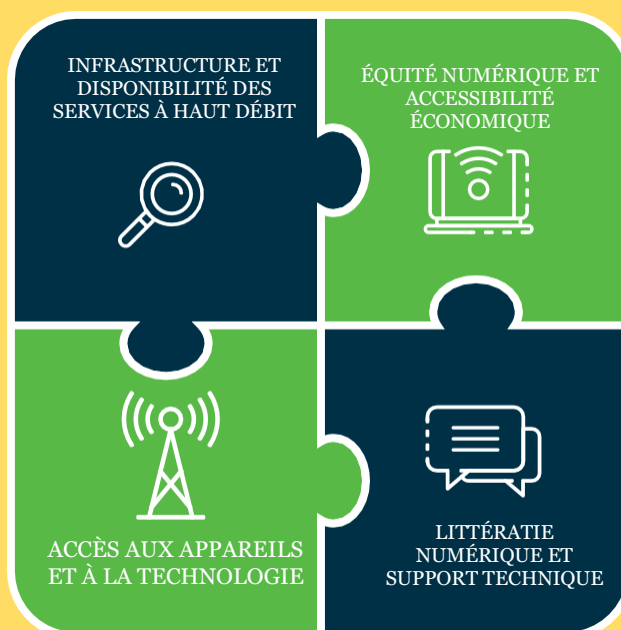 INFRASTRUCTURE ET
DISPONIBILITÉ DES
SERVICES À HAUT DÉBIT
ÉQUITÉ NUMÉRIQUE ET
ACCESSIBILITÉ
ÉCONOMIQUE
ACCÈS AUX APPAREILS
ET À LA TECHNOLOGIE
LITTÉRATIE
NUMÉRIQUE ET
SUPPORT TECHNIQUE